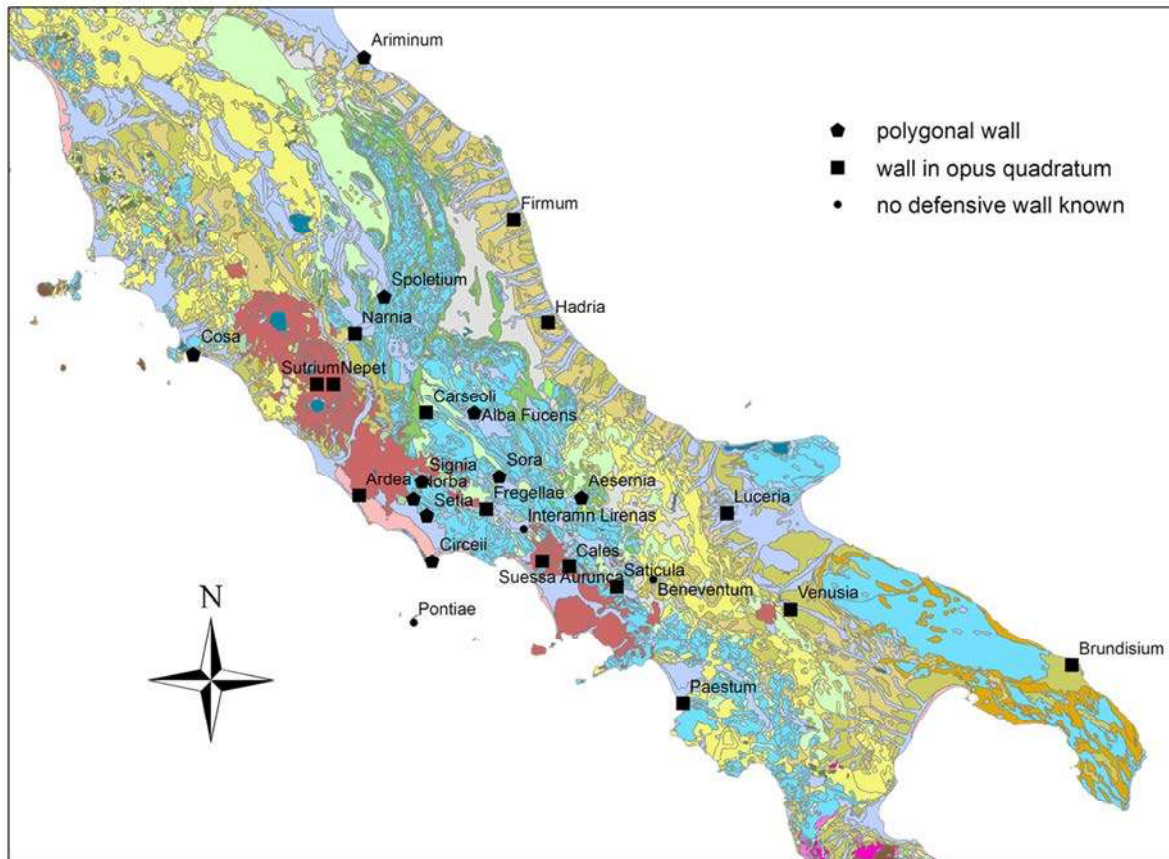 Ariminum
polygonal wall
wall in opus quadratum
no defensive wall known
Firmum
Spoletium
Hadria
Narnia
Cosa
Sutrium Nepet
Carseoli
Alba Fucens
Signia
Sora
Ardea
Norba
Aesernia
Setia
Fregellae
Luceria
Interamn Lirenas
Circeii
Cales
Suessa Aurunca
Saticula
Beneventum
Venusia
Pontiae
N
Brundisium
Paestum